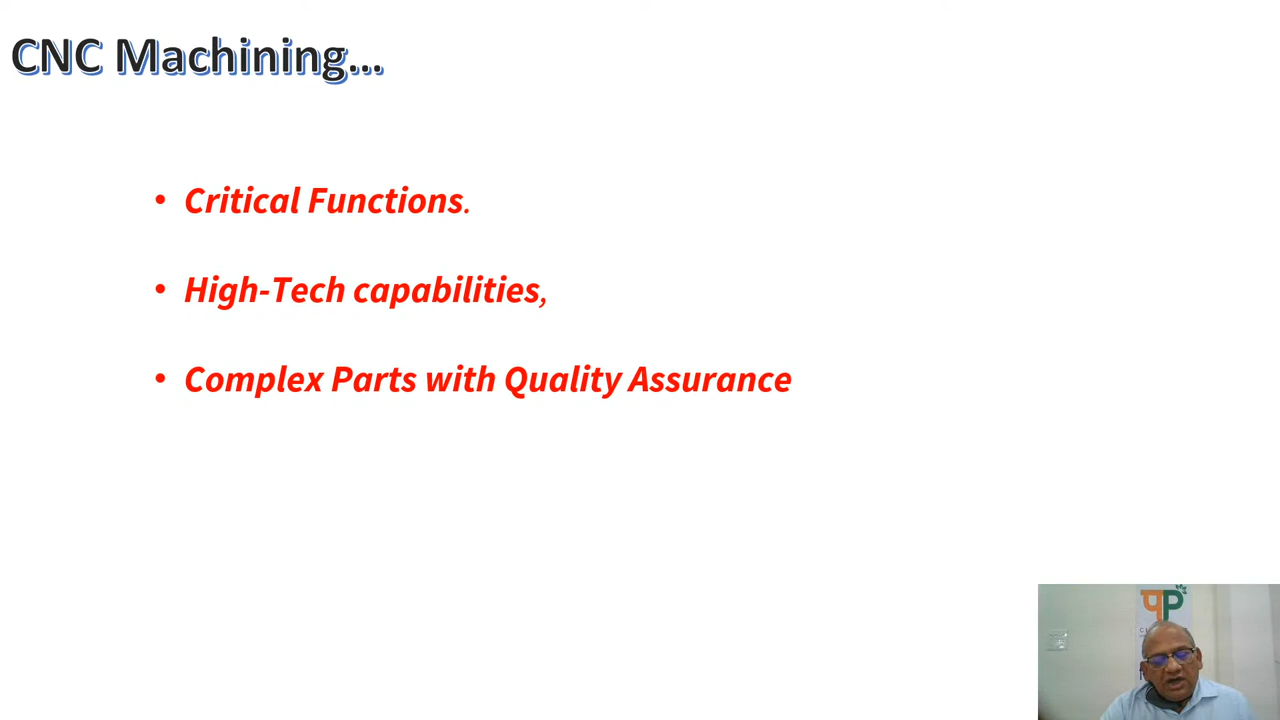 CNC Machining...
• Critical Functions.
• High-Tech capabilities,
• Complex Parts with Quality Assurance